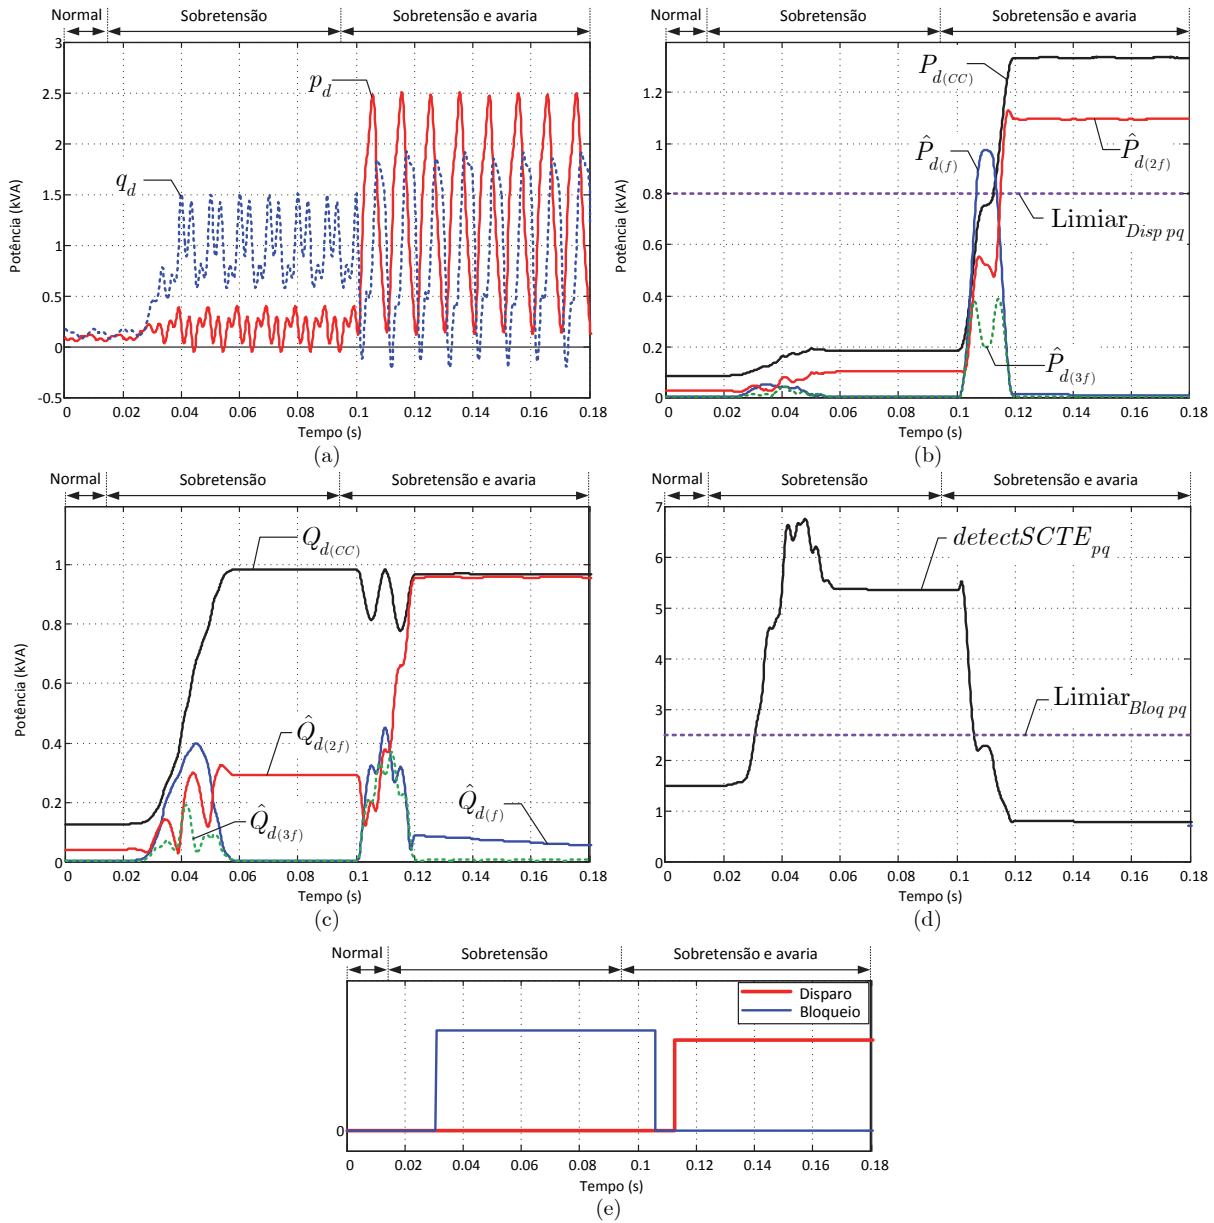 Normal Sobretensão Sobretensão e avaria
3
2.5
2
1.5
1
0.5
0
-0.5
Potência (kVA)
p_d
q_d
0 0.02 0.04 0.06 0.08 0.1 0.12 0.14 0.16 0.18
Tempo (s)
(a)
Normal Sobretensão Sobretensão e avaria
1.2
1
0.8
0.6
0.4
0.2
0
Potência (kVA)
P_d(CC)
P̂_d(f)
P̂_d(2f)
Limiar_Disp pq
P̂_d(3f)
0 0.02 0.04 0.06 0.08 0.1 0.12 0.14 0.16 0.18
Tempo (s)
(b)
Normal Sobretensão Sobretensão e avaria
1
0.8
0.6
0.4
0.2
0
Potência (kVA)
Q_d(CC)
Q̂_d(2f)
Q̂_d(f)
Q̂_d(3f)
0 0.02 0.04 0.06 0.08 0.1 0.12 0.14 0.16 0.18
Tempo (s)
(c)
Normal Sobretensão Sobretensão e avaria
7
6
5
4
3
2
1
0
detectSCTE_pq
Limiar_Bloq pq
0 0.02 0.04 0.06 0.08 0.1 0.12 0.14 0.16 0.18
Tempo (s)
(d)
Normal Sobretensão Sobretensão e avaria
Disparo
Bloqueio
0
0 0.02 0.04 0.06 0.08 0.1 0.12 0.14 0.16 0.18
Tempo (s)
(e)